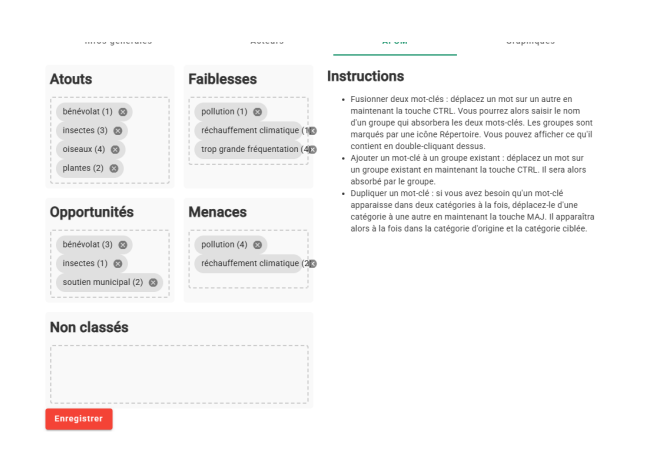 Infos générales
Acteurs
AFOM
Graphiques
Atouts
bénévolat (1)
insectes (3)
oiseaux (4)
plantes (2)
Faiblesses
pollution (1)
réchauffement climatique (1
trop grande fréquentation (4
Opportunités
bénévolat (3)
insectes (1)
soutien municipal (2)
Menaces
pollution (4)
réchauffement climatique (2
Non classés
Enregistrer
Instructions
Fusionner deux mot-clés : déplacez un mot sur un autre en
maintenant la touche CTRL. Vous pourrez alors saisir le nom
d'un groupe qui absorbera les deux mots-clés. Les groupes sont
marqués par une icône Répertoire. Vous pouvez afficher ce qu'il
contient en double-cliquant dessus.
Ajouter un mot-clé à un groupe existant : déplacez un mot sur
un groupe existant en maintenant la touche CTRL. Il sera alors
absorbé par le groupe.
Dupliquer un mot-clé : si vous avez besoin qu'un mot-clé
apparaisse dans deux catégories à la fois, déplacez-le d'une
catégorie à une autre en maintenant la touche MAJ. Il apparaîtra
alors à la fois dans la catégorie d'origine et la catégorie ciblée.